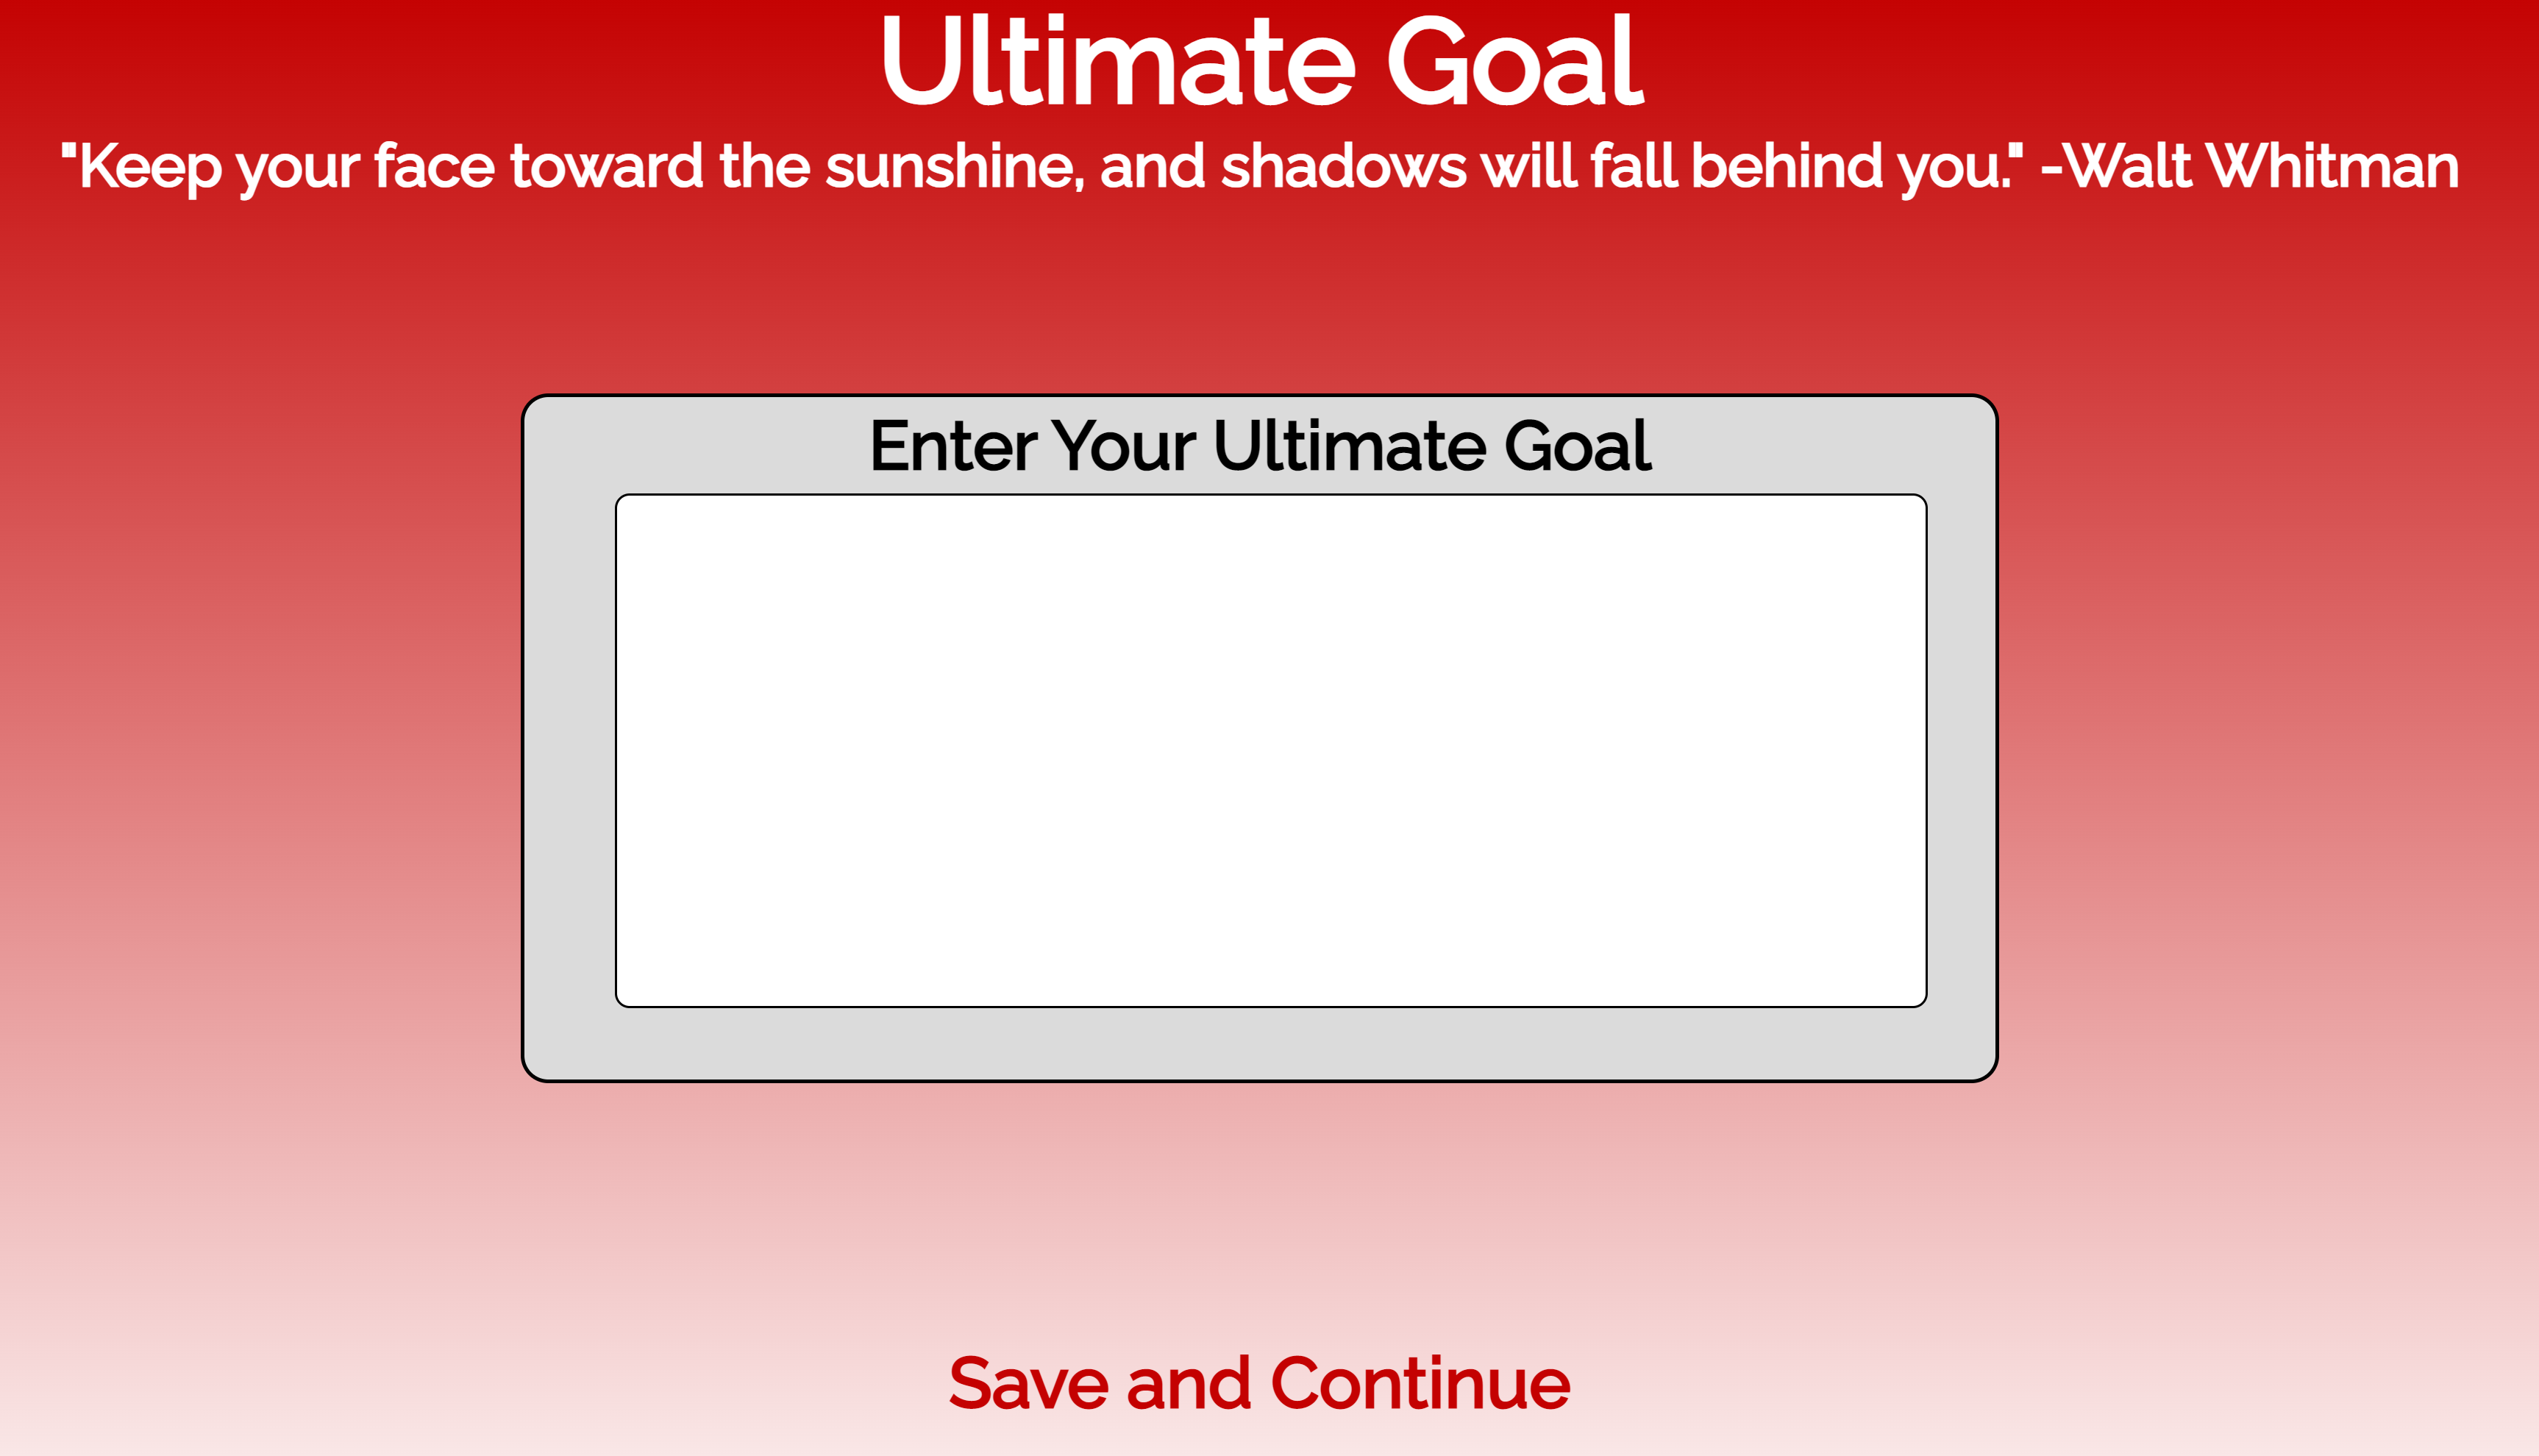 Ultimate Goal
"Keep your face toward the sunshine, and shadows will fall behind you." -Walt Whitman
Enter Your Ultimate Goal
Save and Continue